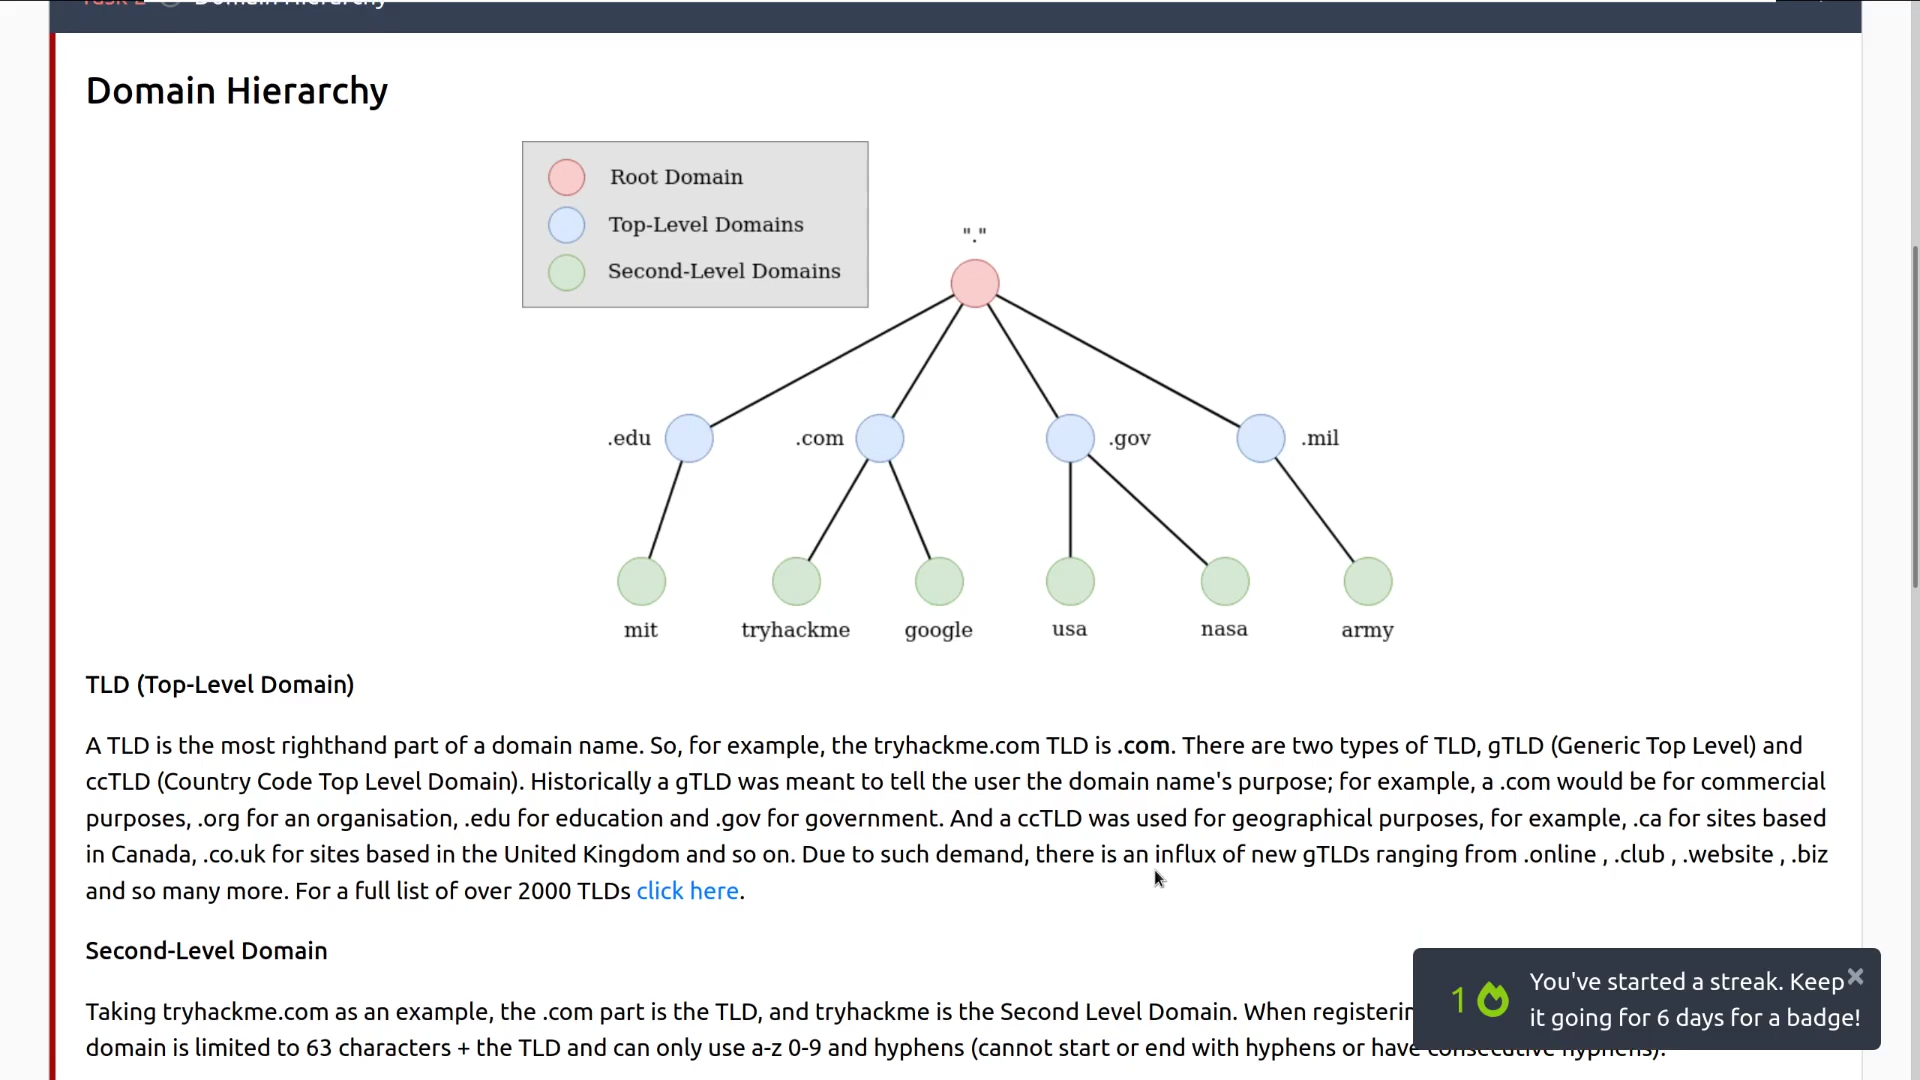 Domain Hierarchy
Domain Hierarchy
Root Domain
Top-Level Domains
Second-Level Domains
"."
.edu
.com
.gov
.mil
mit
tryhackme
google
usa
nasa
army
TLD (Top-Level Domain)
A TLD is the most righthand part of a domain name. So, for example, the tryhackme.com TLD is .com. There are two types of TLD, gTLD (Generic Top Level) and
ccTLD (Country Code Top Level Domain). Historically a gTLD was meant to tell the user the domain name's purpose; for example, a .com would be for commercial
purposes, .org for an organisation, .edu for education and .gov for government. And a ccTLD was used for geographical purposes, for example, .ca for sites based
in Canada, .co.uk for sites based in the United Kingdom and so on. Due to such demand, there is an influx of new gTLDs ranging from .online , .club , .website , .biz
and so many more. For a full list of over 2000 TLDs click here.
Second-Level Domain
Taking tryhackme.com as an example, the .com part is the TLD, and tryhackme is the Second Level Domain. When
domain is limited to 63 characters + the TLD and can only use a-z 0-9 and hyphens (cannot start or end with hyphens or have consecutive hyphens).
1
You've started a streak. Keep
it going for 6 days for a badge!